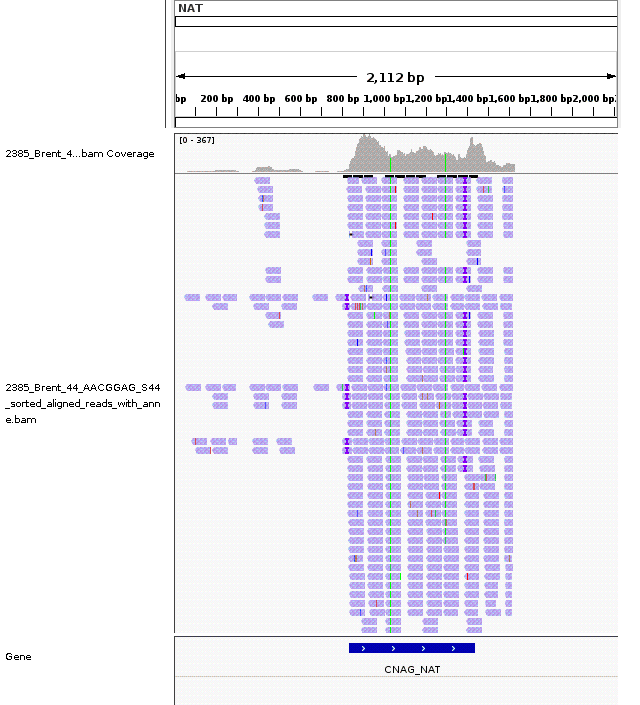 NAT
2,112 bp
bp 200 bp 400 bp 600 bp 800 bp 1,000 bp 1,200 bp 1,400 bp 1,600 bp 1,800 bp 2,000 bp
[0 - 367]
2385_Brent_4...bam Coverage
2385_Brent_44_AACGGAG_S44
_sorted_aligned_reads_with_ann
e.bam
Gene
CNAG_NAT